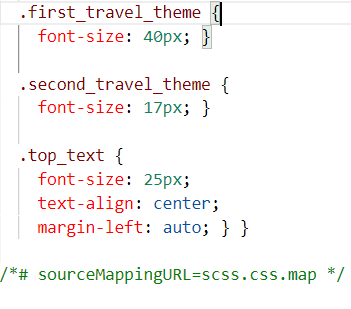 .first_travel_theme {
font-size: 40px; }
.second_travel_theme {
font-size: 17px; }
.top_text {
font-size: 25px;
text-align: center;
margin-left: auto; } }
/*# sourceMappingURL=scss.css.map */